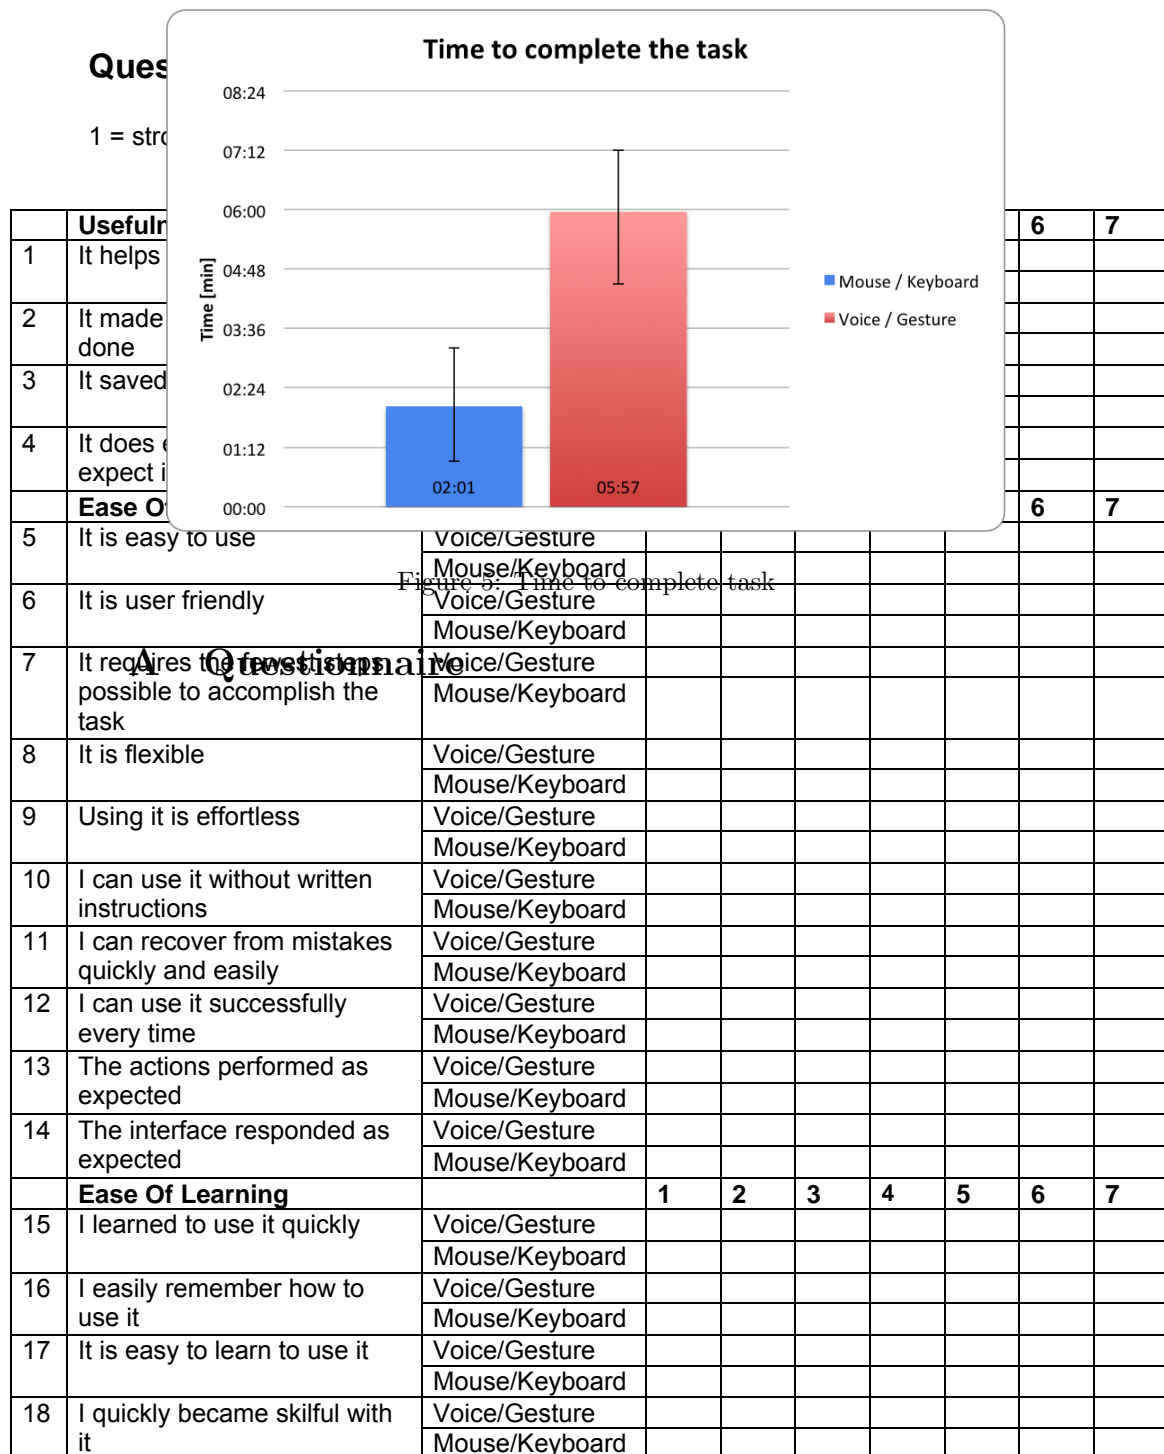 Time to complete the task
08:24
07:12
06:00
04:48
03:36
02:24
01:12
00:00
Time [min]
02:01
05:57
Mouse / Keyboard
Voice / Gesture
1 =
6 7
1 It helps
2 It made
done
3 It saved
4 It does
expect
6 7
5 It is easy to use Voice/Gesture
Mouse/Keyboard
Figure 5: Time to complete task
6 It is user friendly Voice/Gesture
Mouse/Keyboard
A Questionnaire
7 It requires the fewest steps Voice/Gesture
possible to accomplish the Mouse/Keyboard
task
8 It is flexible Voice/Gesture
Mouse/Keyboard
9 Using it is effortless Voice/Gesture
Mouse/Keyboard
10 I can use it without written Voice/Gesture
instructions Mouse/Keyboard
11 I can recover from mistakes Voice/Gesture
quickly and easily Mouse/Keyboard
12 I can use it successfully Voice/Gesture
every time Mouse/Keyboard
13 The actions performed as Voice/Gesture
expected Mouse/Keyboard
14 The interface responded as Voice/Gesture
expected Mouse/Keyboard
Ease Of Learning 1 2 3 4 5 6 7
15 I learned to use it quickly Voice/Gesture
Mouse/Keyboard
16 I easily remember how to Voice/Gesture
use it Mouse/Keyboard
17 It is easy to learn to use it Voice/Gesture
Mouse/Keyboard
18 I quickly became skilful with Voice/Gesture
it Mouse/Keyboard